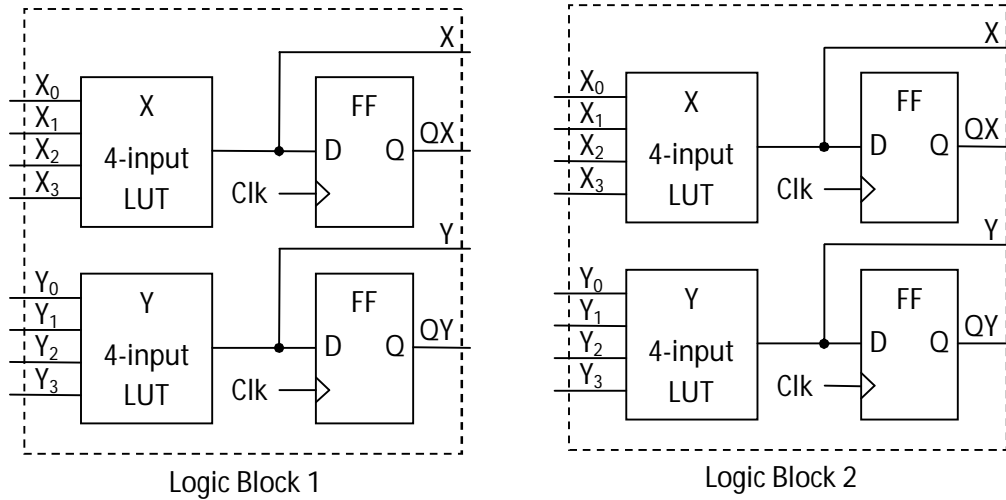 X
X₀
X₁
X₂
X₃
X
4-input
LUT
FF
D
Q
QX
Clk
Y
Y₀
Y₁
Y₂
Y₃
Y
4-input
LUT
FF
D
Q
QY
Clk
Logic Block 1
X
X₀
X₁
X₂
X₃
X
4-input
LUT
FF
D
Q
QX
Clk
Y
Y₀
Y₁
Y₂
Y₃
Y
4-input
LUT
FF
D
Q
QY
Clk
Logic Block 2